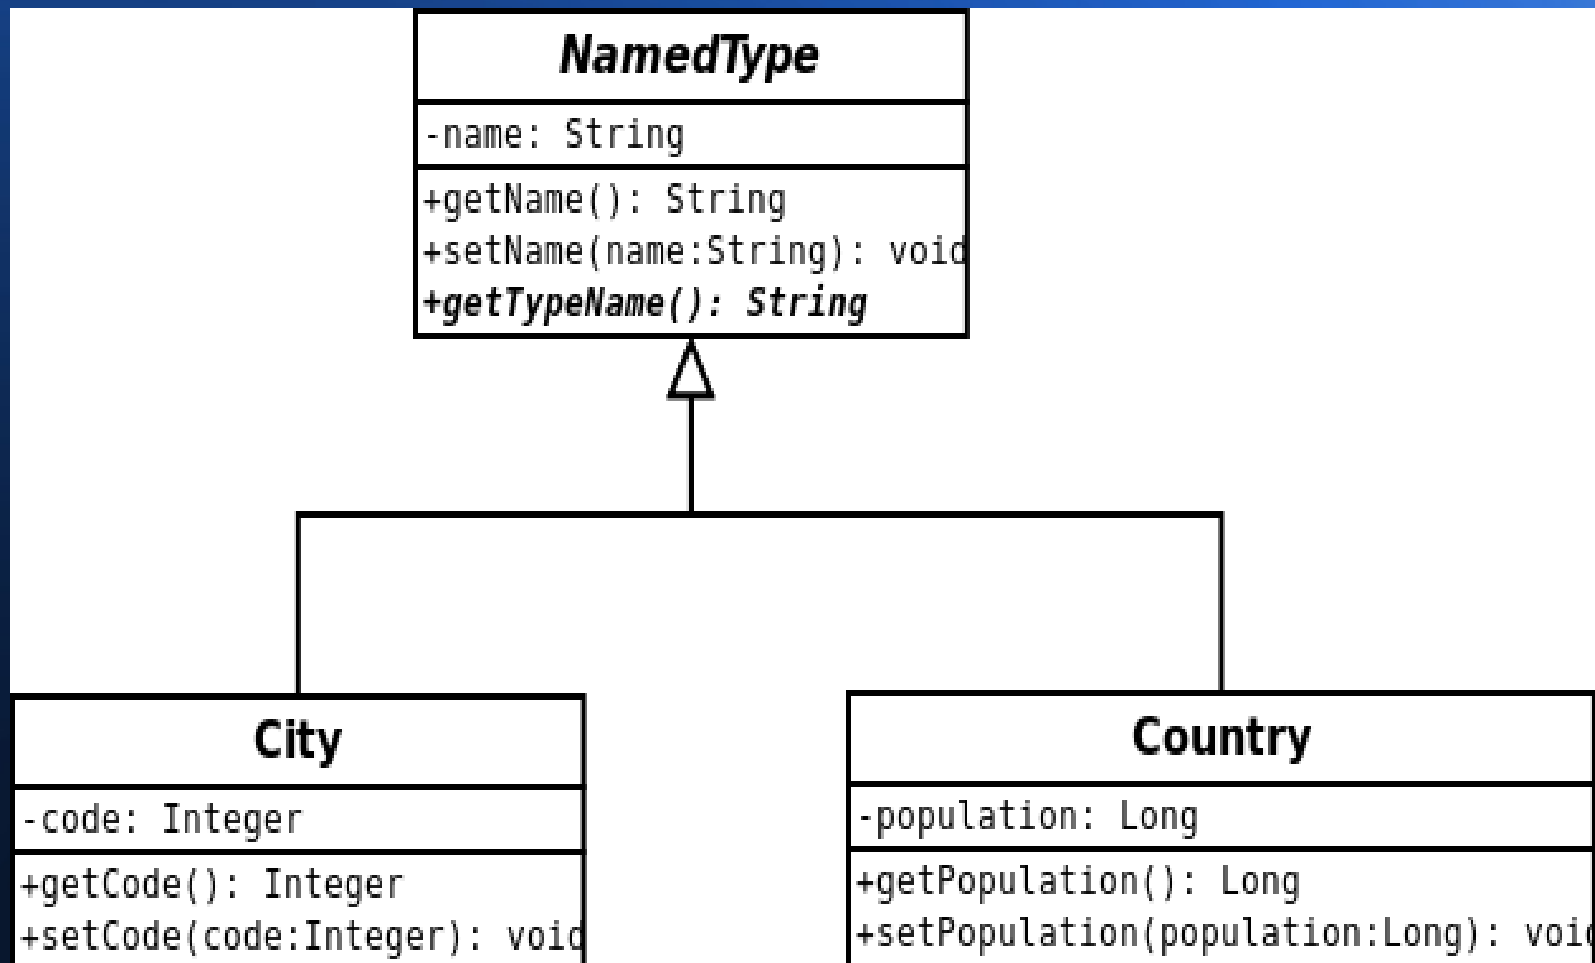 NamedType
-name: String
+getName(): String
+setName(name:String): void
+getTypeName(): String
City
-code: Integer
+getCode(): Integer
+setCode(code:Integer): void
Country
-population: Long
+getPopulation(): Long
+setPopulation(population:Long): void